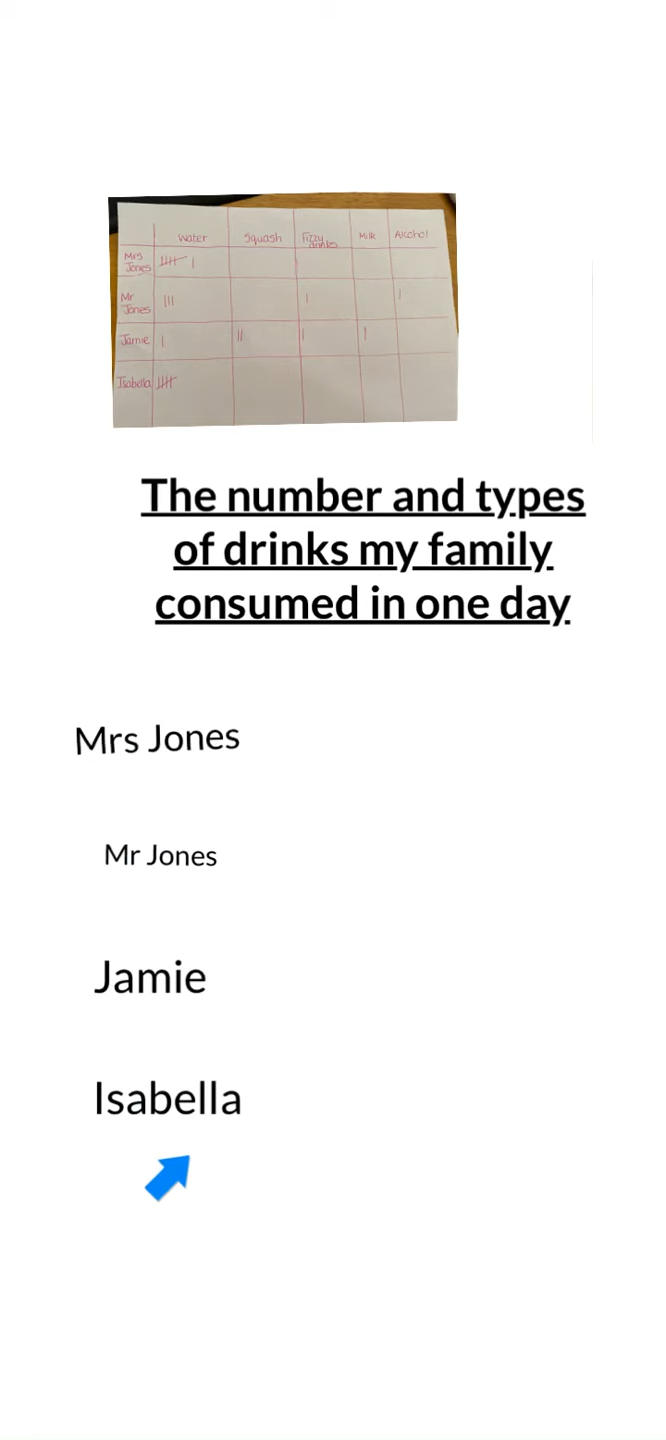 Water Squash Fizzy drinks Milk Alcohol
Mrs Jones
Mr Jones
Jamie
Isabella
The number and types
of drinks my family
consumed in one day
Mrs Jones
Mr Jones
Jamie
Isabella